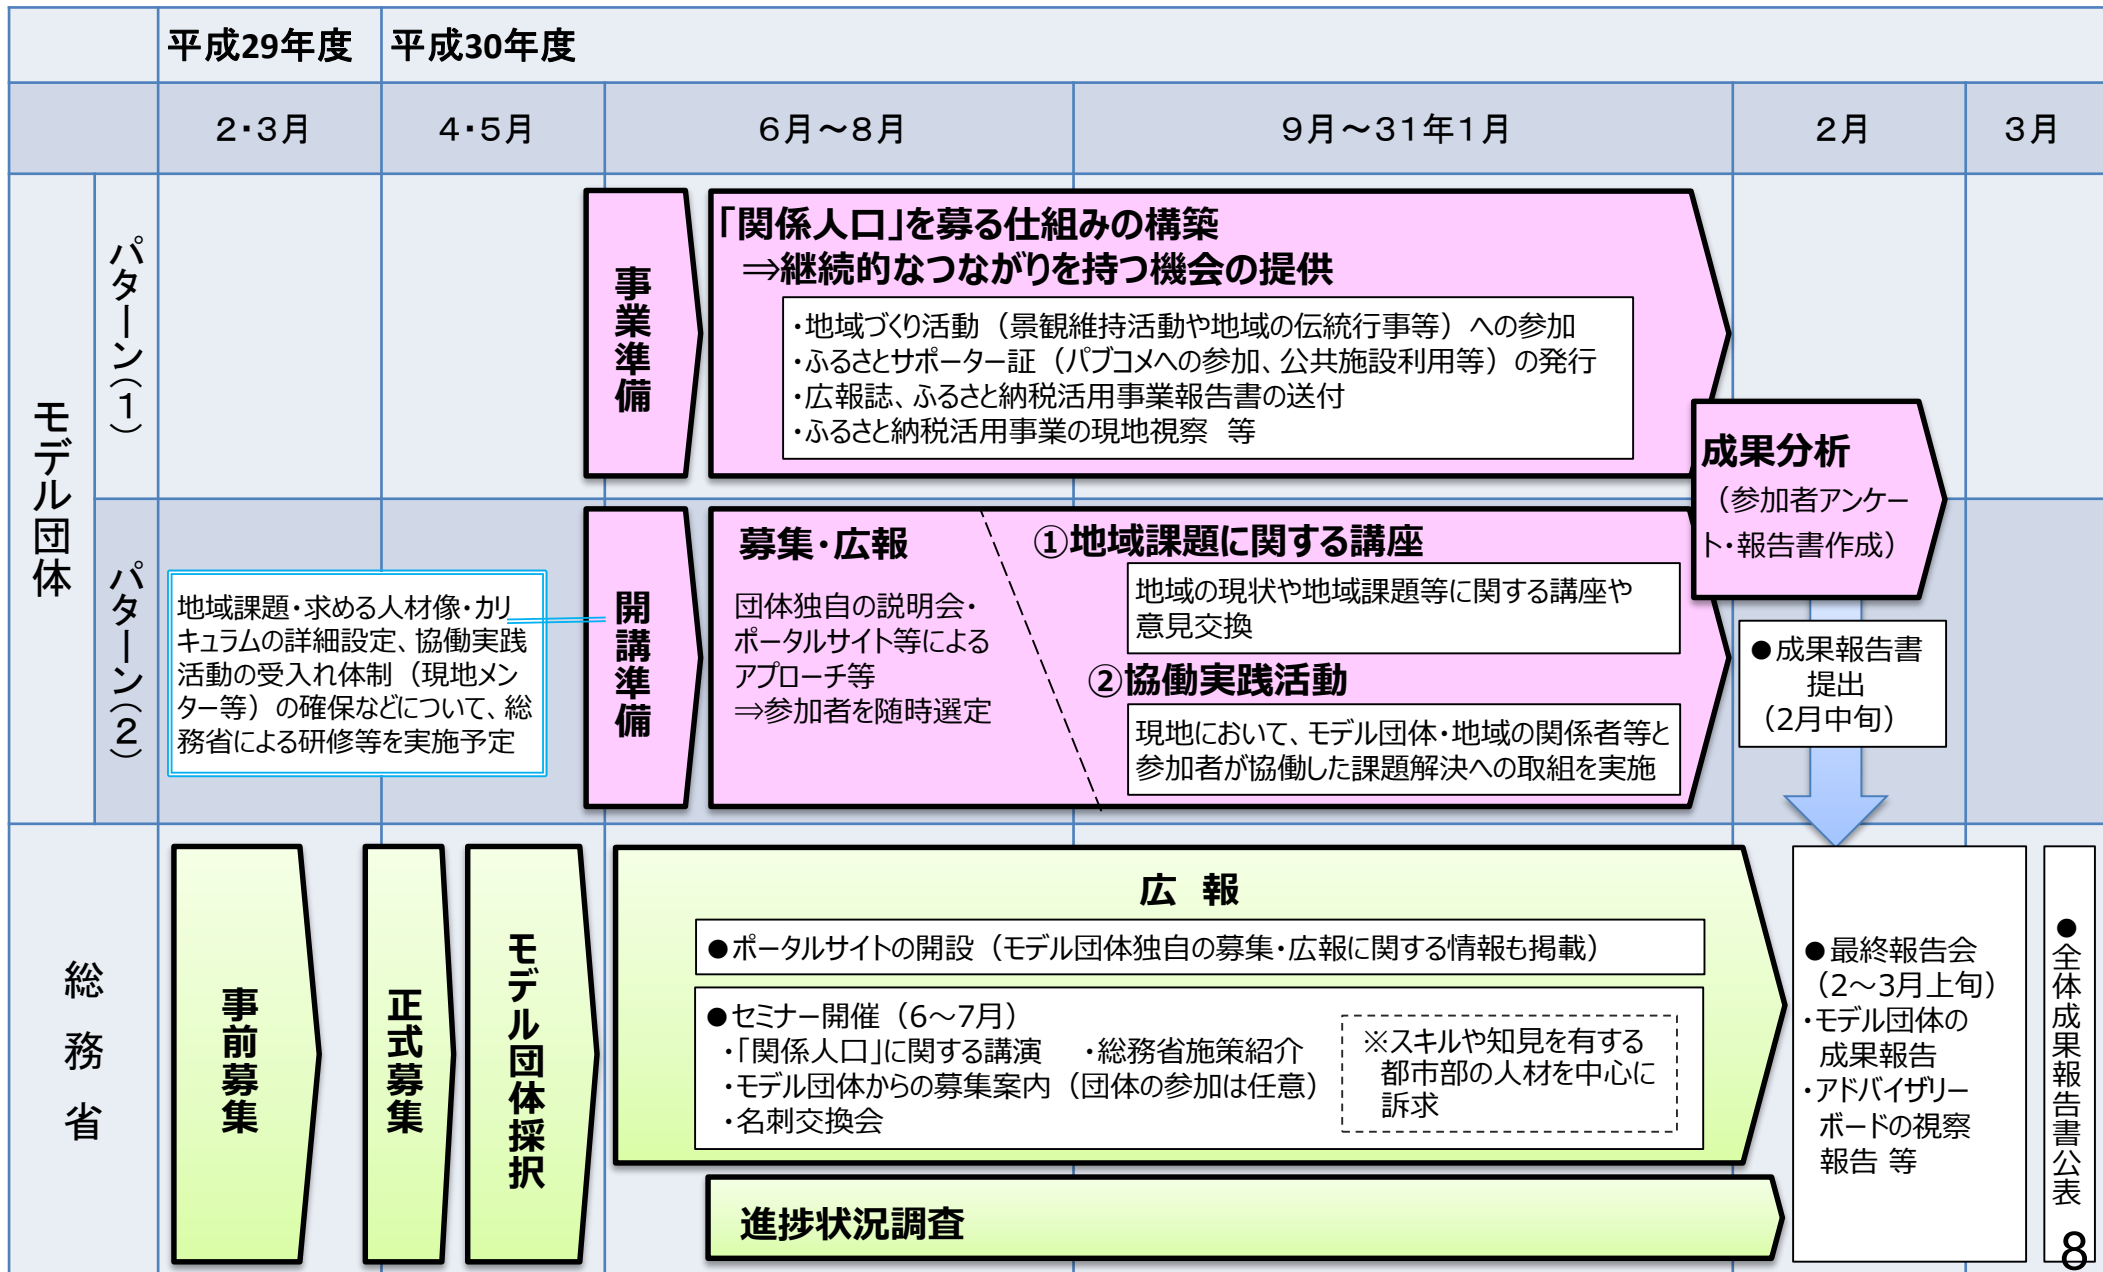 平成29年度
平成30年度
2・3月
4・5月
6月～8月
9月～31年1月
2月
3月
モデル団体
パターン（1）
事業準備
「関係人口」を募る仕組みの構築
⇒継続的なつながりを持つ機会の提供
・地域づくり活動（景観維持活動や地域の伝統行事等）への参加
・ふるさとサポーター証（パブコメへの参加、公共施設利用等）の発行
・広報誌、ふるさと納税活用事業報告書の送付
・ふるさと納税活用事業の現地視察 等
成果分析
（参加者アンケー
ト・報告書作成）
パターン（2）
地域課題・求める人材像・カリ
キュラムの詳細設定、協働実践
活動の受入れ体制（現地メン
ター等）の確保などについて、総
務省による研修等を実施予定
開講準備
募集・広報
団体独自の説明会・
ポータルサイト等による
アプローチ等
⇒参加者を随時選定
①地域課題に関する講座
地域の現状や地域課題等に関する講座や
意見交換
②協働実践活動
現地において、モデル団体・地域の関係者等と
参加者が協働した課題解決への取組を実施
●成果報告書
提出
（2月中旬）
総務省
事前募集
正式募集
モデル団体採択
広 報
●ポータルサイトの開設（モデル団体独自の募集・広報に関する情報も掲載）
●セミナー開催（6～7月）
・「関係人口」に関する講演 ・総務省施策紹介
・モデル団体からの募集案内（団体の参加は任意）
・名刺交換会
※スキルや知見を有する
都市部の人材を中心に
訴求
進捗状況調査
●最終報告会
（2～3月上旬）
・モデル団体の
成果報告
・アドバイザリー
ボードの視察
報告 等
●全体成果報告書公表
8